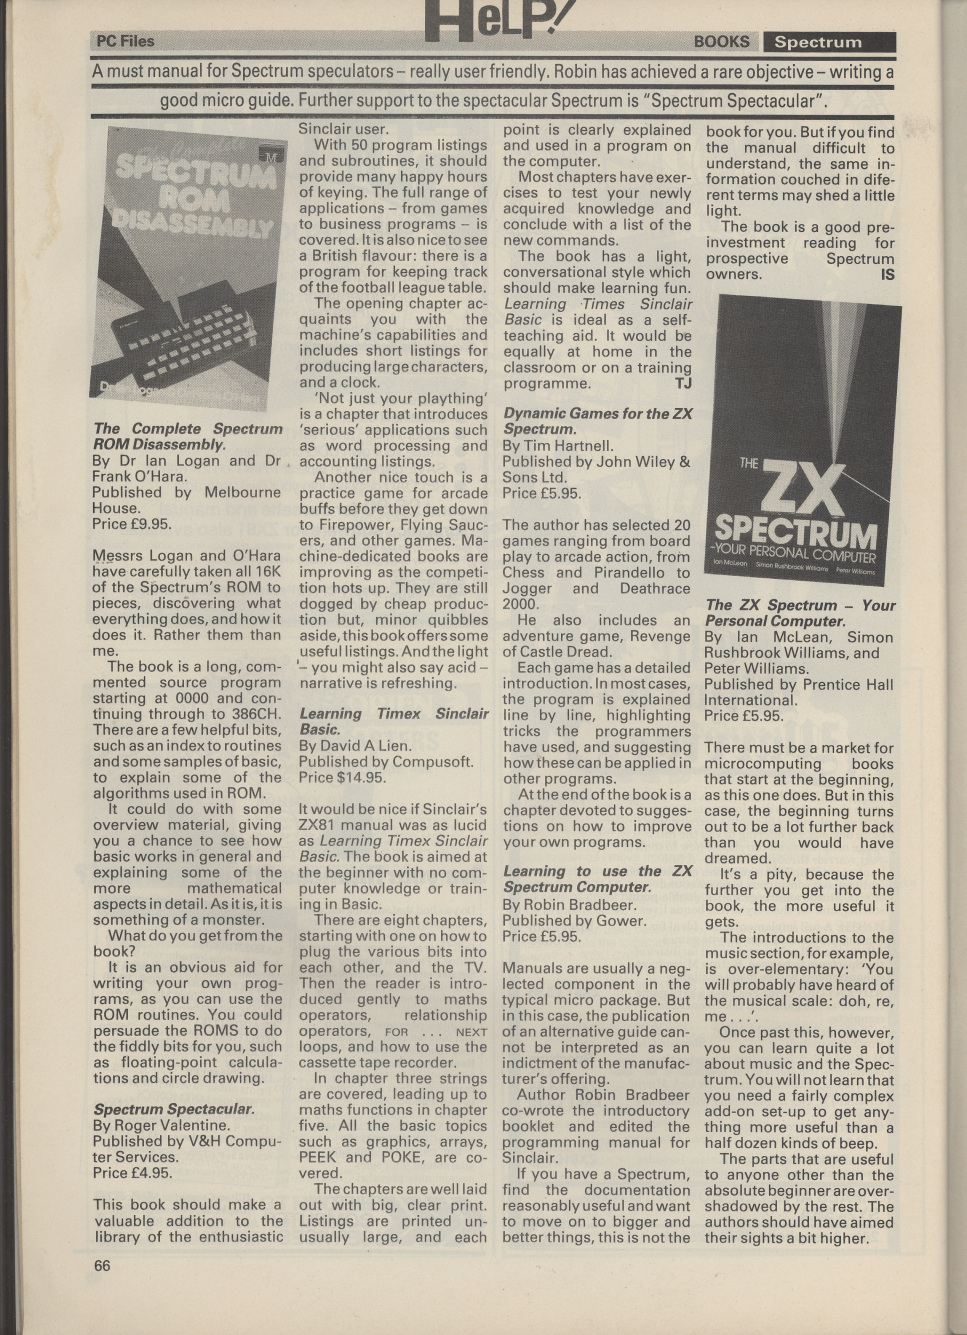 HeLP!
PC Files
BOOKS Spectrum
A must manual for Spectrum speculators – really user friendly. Robin has achieved a rare objective – writing a
good micro guide. Further support to the spectacular Spectrum is "Spectrum Spectacular".
The Complete
SPECTRUM
ROM
DISASSEMBLY
M
The Complete Spectrum
ROM Disassembly.
By Dr Ian Logan and Dr
Frank O'Hara.
Published by Melbourne
House.
Price £9.95.
Messrs Logan and O'Hara
have carefully taken all 16K
of the Spectrum's ROM to
pieces, discovering what
everything does, and how it
does it. Rather them than
me.
The book is a long, com-
mented source program
starting at 0000 and con-
tinuing through to 386CH.
There are a few helpful bits,
such as an index to routines
and some samples of basic,
to explain some of the
algorithms used in ROM.
It could do with some
overview material, giving
you a chance to see how
basic works in general and
explaining some of the
more mathematical
aspects in detail. As it is, it is
something of a monster.
What do you get from the
book?
It is an obvious aid for
writing your own prog-
rams, as you can use the
ROM routines. You could
persuade the ROMS to do
the fiddly bits for you, such
as floating-point calcula-
tions and circle drawing.
Spectrum Spectacular.
By Roger Valentine.
Published by V&H Compu-
ter Services.
Price £4.95.
This book should make a
valuable addition to the
library of the enthusiastic
Sinclair user.
With 50 program listings
and subroutines, it should
provide many happy hours
of keying. The full range of
applications – from games
to business programs – is
covered. It is also nice to see
a British flavour: there is a
program for keeping track
of the football league table.
The opening chapter ac-
quaints you with the
machine's capabilities and
includes short listings for
producing large characters,
and a clock.
'Not just your plaything'
is a chapter that introduces
'serious' applications such
as word processing and
accounting listings.
Another nice touch is a
practice game for arcade
buffs before they get down
to Firepower, Flying Sauc-
ers, and other games. Ma-
chine-dedicated books are
improving as the competi-
tion hots up. They are still
dogged by cheap produc-
tion but, minor quibbles
aside, this book offers some
useful listings. And the light
– you might also say acid –
narrative is refreshing.
Learning Timex Sinclair
Basic.
By David A Lien.
Published by Compusoft.
Price $14.95.
It would be nice if Sinclair's
ZX81 manual was as lucid
as Learning Timex Sinclair
Basic. The book is aimed at
the beginner with no com-
puter knowledge or train-
ing in Basic.
There are eight chapters,
starting with one on how to
plug the various bits into
each other, and the TV.
Then the reader is intro-
duced gently to maths
operators, relationship
operators, FOR ... NEXT
loops, and how to use the
cassette tape recorder.
In chapter three strings
are covered, leading up to
maths functions in chapter
five. All the basic topics
such as graphics, arrays,
PEEK and POKE, are co-
vered.
The chapters are well laid
out with big, clear print.
Listings are printed un-
usually large, and each
point is clearly explained
and used in a program on
the computer.
Most chapters have exer-
cises to test your newly
acquired knowledge and
conclude with a list of the
new commands.
The book has a light,
conversational style which
should make learning fun.
Learning Times Sinclair
Basic is ideal as a self-
teaching aid. It would be
equally at home in the
classroom or on a training
programme. TJ
Dynamic Games for the ZX
Spectrum.
By Tim Hartnell.
Published by John Wiley &
Sons Ltd.
Price £5.95.
The author has selected 20
games ranging from board
play to arcade action, from
Chess and Pirandello to
Jogger and Deathrace
2000.
He also includes an
adventure game, Revenge
of Castle Dread.
Each game has a detailed
introduction. In most cases,
the program is explained
line by line, highlighting
tricks the programmers
have used, and suggesting
how these can be applied in
other programs.
At the end of the book is a
chapter devoted to sugges-
tions on how to improve
your own programs.
Learning to use the ZX
Spectrum Computer.
By Robin Bradbeer.
Published by Gower.
Price £5.95.
Manuals are usually a neg-
lected component in the
typical micro package. But
in this case, the publication
of an alternative guide can-
not be interpreted as an
indictment of the manufac-
turer's offering.
Author Robin Bradbeer
co-wrote the introductory
booklet and edited the
programming manual for
Sinclair.
If you have a Spectrum,
find the documentation
reasonably useful and want
to move on to bigger and
better things, this is not the
book for you. But if you find
the manual difficult to
understand, the same in-
formation couched in dife-
rent terms may shed a little
light.
The book is a good pre-
investment reading for
prospective Spectrum
owners. IS
THE
ZX
SPECTRUM
-YOUR PERSONAL COMPUTER
Ian McLean Simon Rushbrook Williams Peter Williams
The ZX Spectrum – Your
Personal Computer.
By Ian McLean, Simon
Rushbrook Williams, and
Peter Williams.
Published by Prentice Hall
International.
Price £5.95.
There must be a market for
microcomputing books
that start at the beginning,
as this one does. But in this
case, the beginning turns
out to be a lot further back
than you would have
dreamed.
It's a pity, because the
further you get into the
book, the more useful it
gets.
The introductions to the
music section, for example,
is over-elementary: 'You
will probably have heard of
the musical scale: doh, re,
me . . .'.
Once past this, however,
you can learn quite a lot
about music and the Spec-
trum. You will not learn that
you need a fairly complex
add-on set-up to get any-
thing more useful than a
half dozen kinds of beep.
The parts that are useful
to anyone other than the
absolute beginner are over-
shadowed by the rest. The
authors should have aimed
their sights a bit higher.
66